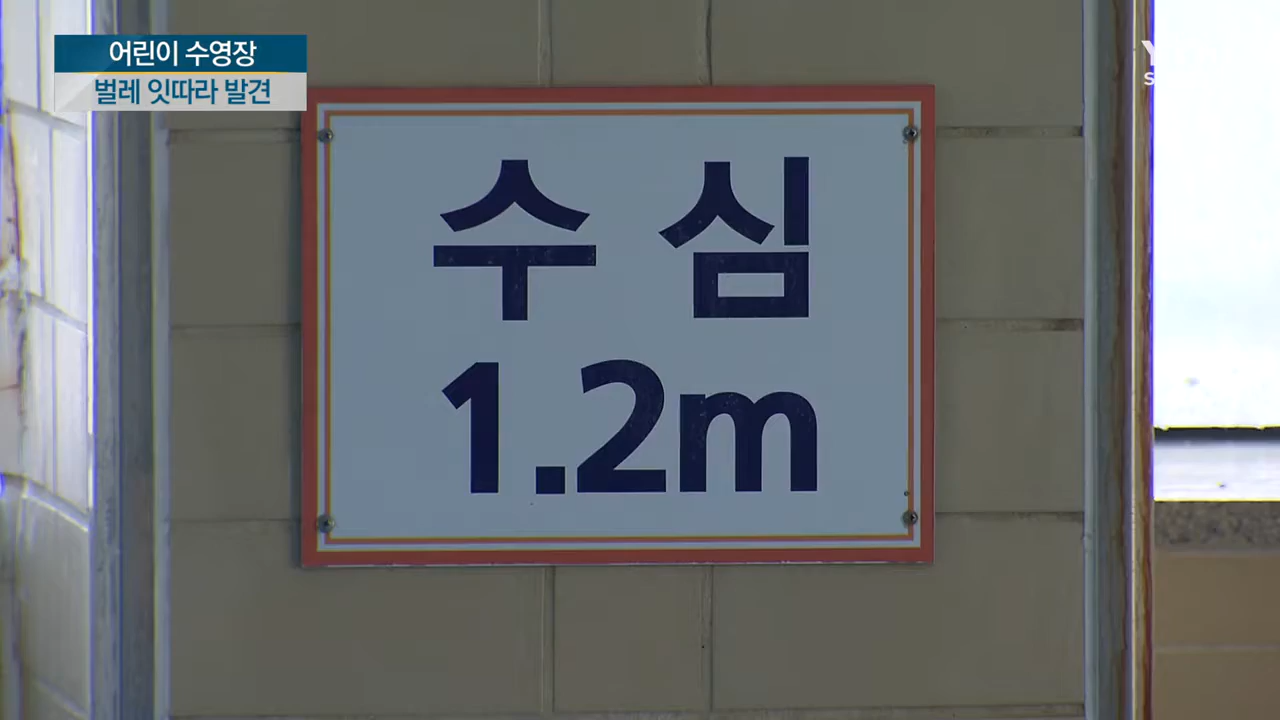 어린이 수영장
벌레 잇따라 발견
수심
1.2m